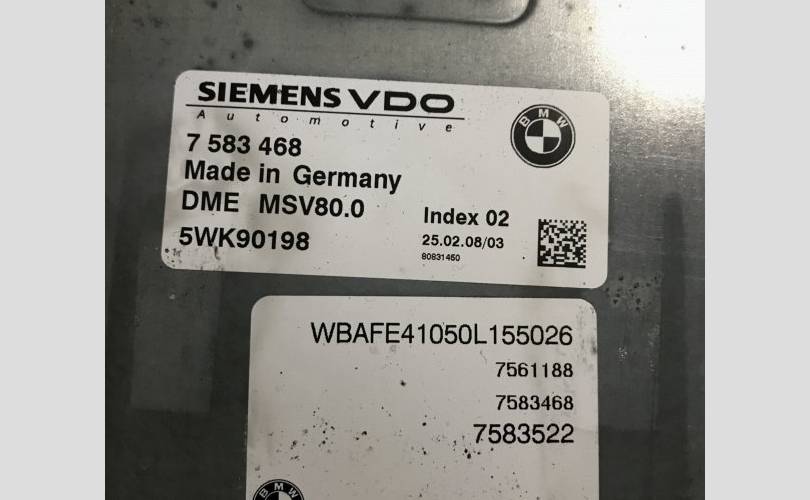 SIEMENS VDO
Automotive
BMW
7 583 468
Made in Germany
DME MSV80.0
Index 02
5WK90198
25.02.08/03
80831450
WBAFE41050L155026
7561188
7583468
7583522
BMW